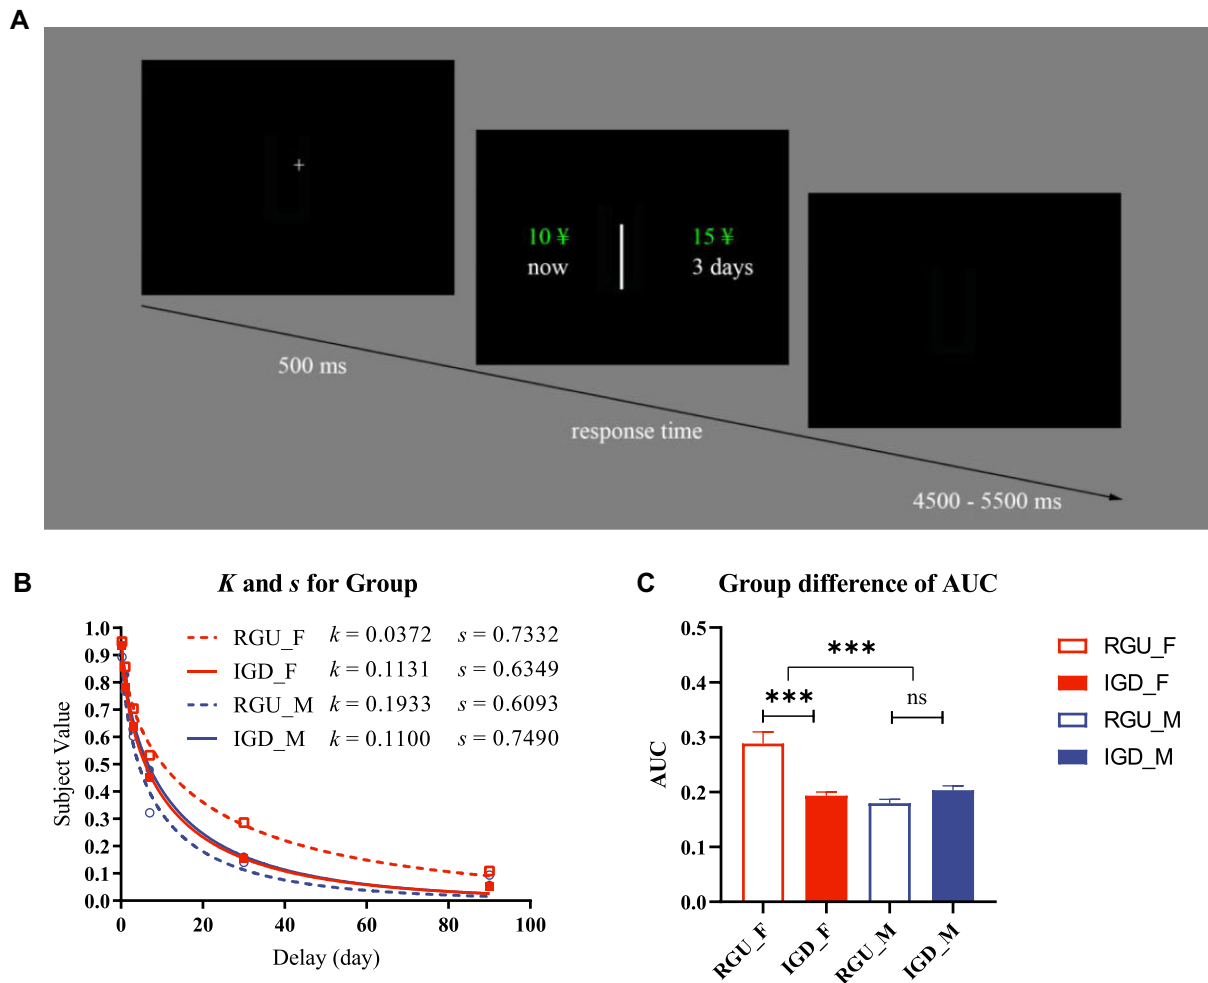 A
+
10 ¥
now
15 ¥
3 days
500 ms
response time
4500 - 5500 ms
B
K and s for Group
RGU_F k = 0.0372 s = 0.7332
IGD_F k = 0.1131 s = 0.6349
RGU_M k = 0.1933 s = 0.6093
IGD_M k = 0.1100 s = 0.7490
Subject Value
1.0
0.9
0.8
0.7
0.6
0.5
0.4
0.3
0.2
0.1
0.0
0 20 40 60 80 100
Delay (day)
C
Group difference of AUC
AUC
0.5
0.4
0.3
0.2
0.1
0.0
***
***
ns
RGU_F
IGD_F
RGU_M
IGD_M
RGU_F
IGD_F
RGU_M
IGD_M